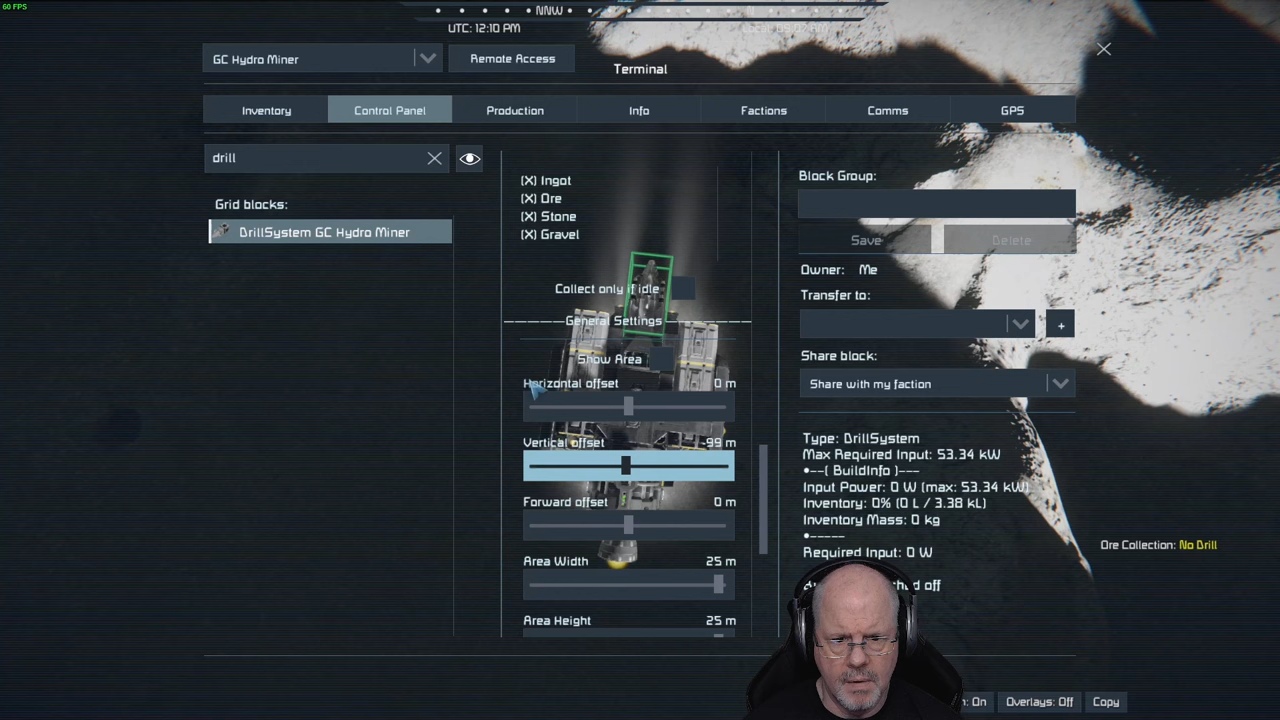 60 FPS
NNW
UTC: 12:10 PM
GC Hydro Miner
Remote Access
Terminal
Inventory
Control Panel
Production
Info
Factions
Comms
GPS
drill
Grid blocks:
DrillSystem GC Hydro Miner
[X] Ingot
[X] Ore
[X] Stone
[X] Gravel
Collect only if idle
General Settings
Show Area
Horizontal offset 0 m
Vertical offset -99 m
Forward offset 0 m
Area Width 25 m
Area Height 25 m
Block Group:
Save
Delete
Owner: Me
Transfer to:
+
Share block:
Share with my faction
Type: DrillSystem
Max Required Input: 53.34 kW
•--( BuildInfo )---
Input Power: 0 W (max: 53.34 kW)
Inventory: 0% (0 L / 3.38 kL)
Inventory Mass: 0 kg
•-----
Required Input: 0 W
off
Ore Collection: No Drill
: On
Overlays: Off
Copy